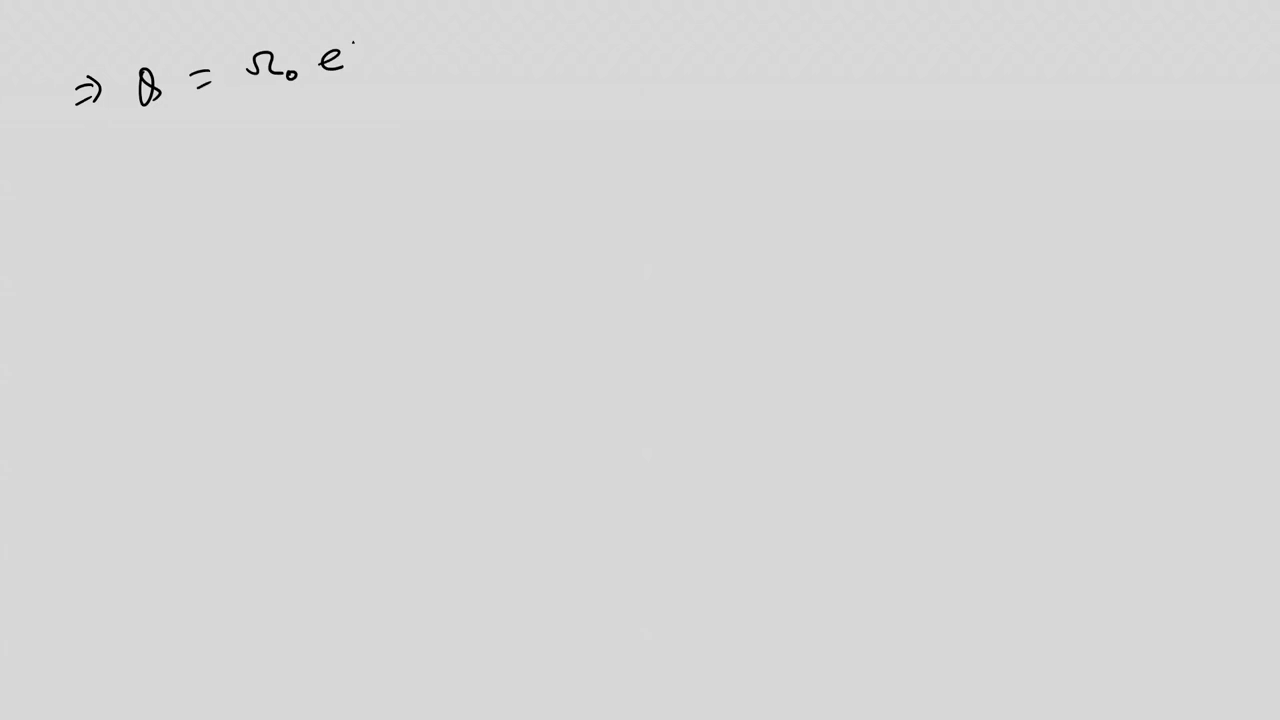 ⇒ θ = Ω₀ e